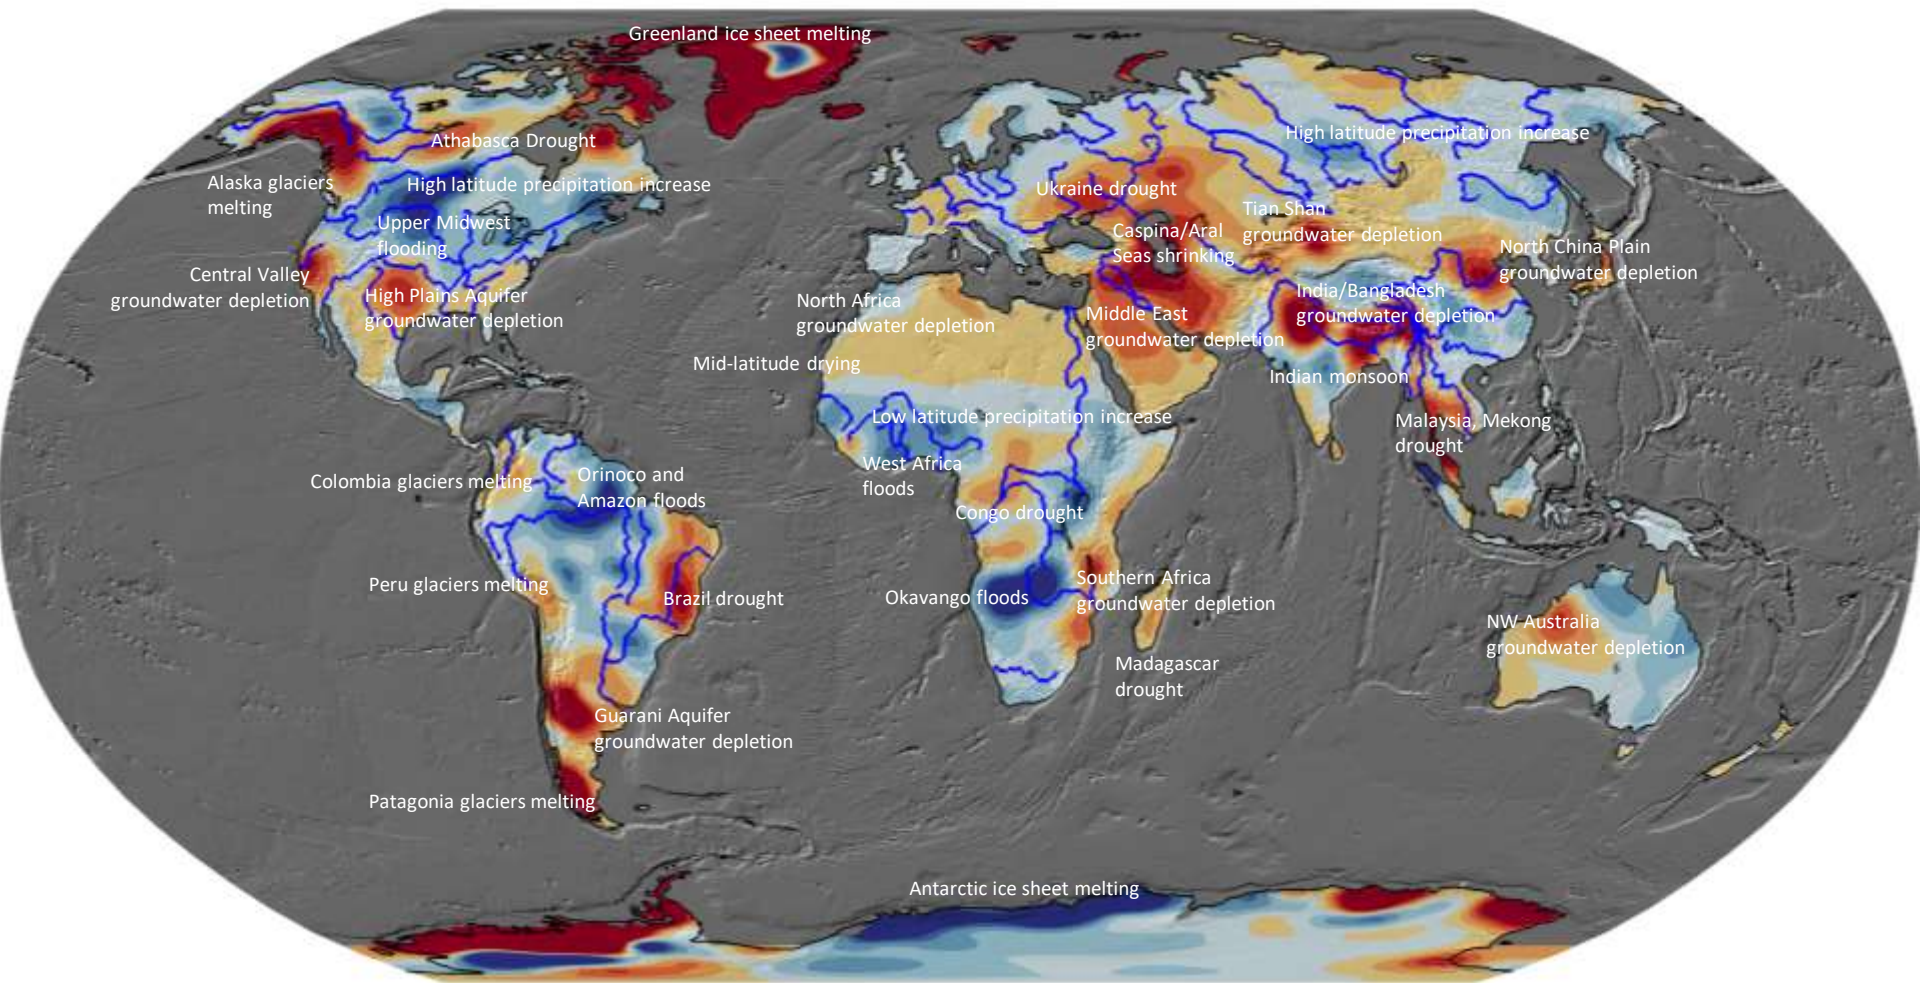 Greenland ice sheet melting
Athabasca Drought
High latitude precipitation increase
Alaska glaciers
melting
High latitude precipitation increase
Ukraine drought
Upper Midwest
flooding
Tian Shan
groundwater depletion
Caspina/Aral
Seas shrinking
North China Plain
groundwater depletion
Central Valley
groundwater depletion
High Plains Aquifer
groundwater depletion
North Africa
groundwater depletion
Middle East
groundwater depletion
India/Bangladesh
groundwater depletion
Mid-latitude drying
Indian monsoon
Low latitude precipitation increase
Malaysia, Mekong
drought
West Africa
floods
Colombia glaciers melting
Orinoco and
Amazon floods
Congo drought
Peru glaciers melting
Brazil drought
Okavango floods
Southern Africa
groundwater depletion
NW Australia
groundwater depletion
Madagascar
drought
Guarani Aquifer
groundwater depletion
Patagonia glaciers melting
Antarctic ice sheet melting